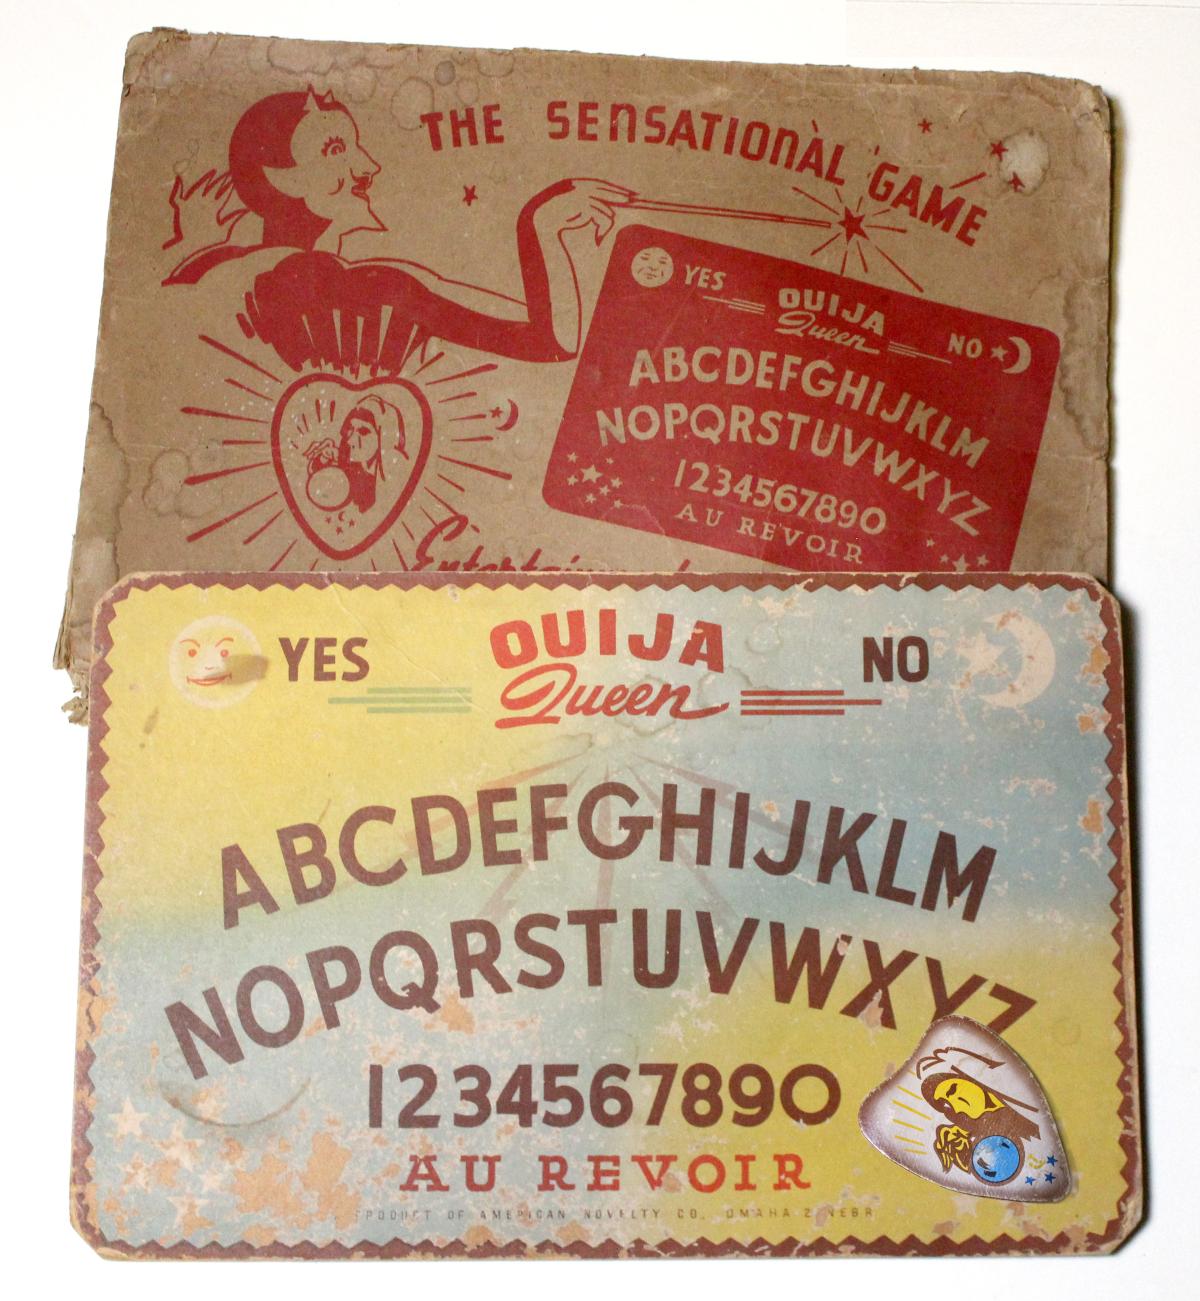 THE SENSATIONAL GAME
YES OUIJA NO
Queen
ABCDEFGHIJKLM
NOPQRSTUVWXYZ
1234567890
AU REVOIR
YES OUIJA NO
Queen
ABCDEFGHIJKLM
NOPQRSTUVWXYZ
1234567890
AU REVOIR
PRODUCT OF AMERICAN NOVELTY CO. OMAHA 2 NEBR